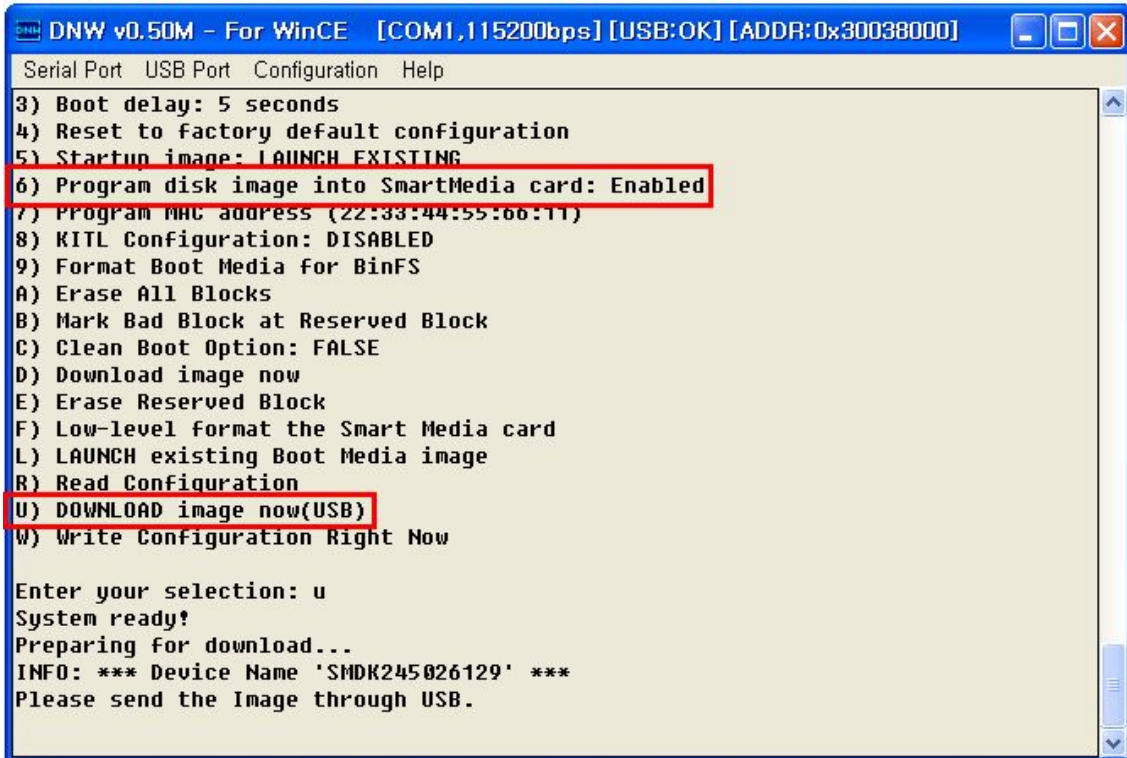 DNW v0.50M - For WinCE [COM1,115200bps][USB:OK][ADDR:0x30038000]
Serial Port USB Port Configuration Help
3) Boot delay: 5 seconds
4) Reset to factory default configuration
5) Startup image: LAUNCH EXISTING
6) Program disk image into SmartMedia card: Enabled
7) Program MAC address (22:33:44:55:66:11)
8) KITL Configuration: DISABLED
9) Format Boot Media for BinFS
A) Erase All Blocks
B) Mark Bad Block at Reserved Block
C) Clean Boot Option: FALSE
D) Download image now
E) Erase Reserved Block
F) Low-level format the Smart Media card
L) LAUNCH existing Boot Media image
R) Read Configuration
U) DOWNLOAD image now(USB)
W) Write Configuration Right Now
Enter your selection: u
System ready!
Preparing for download...
INFO: *** Device Name 'SMDK245026129' ***
Please send the Image through USB.